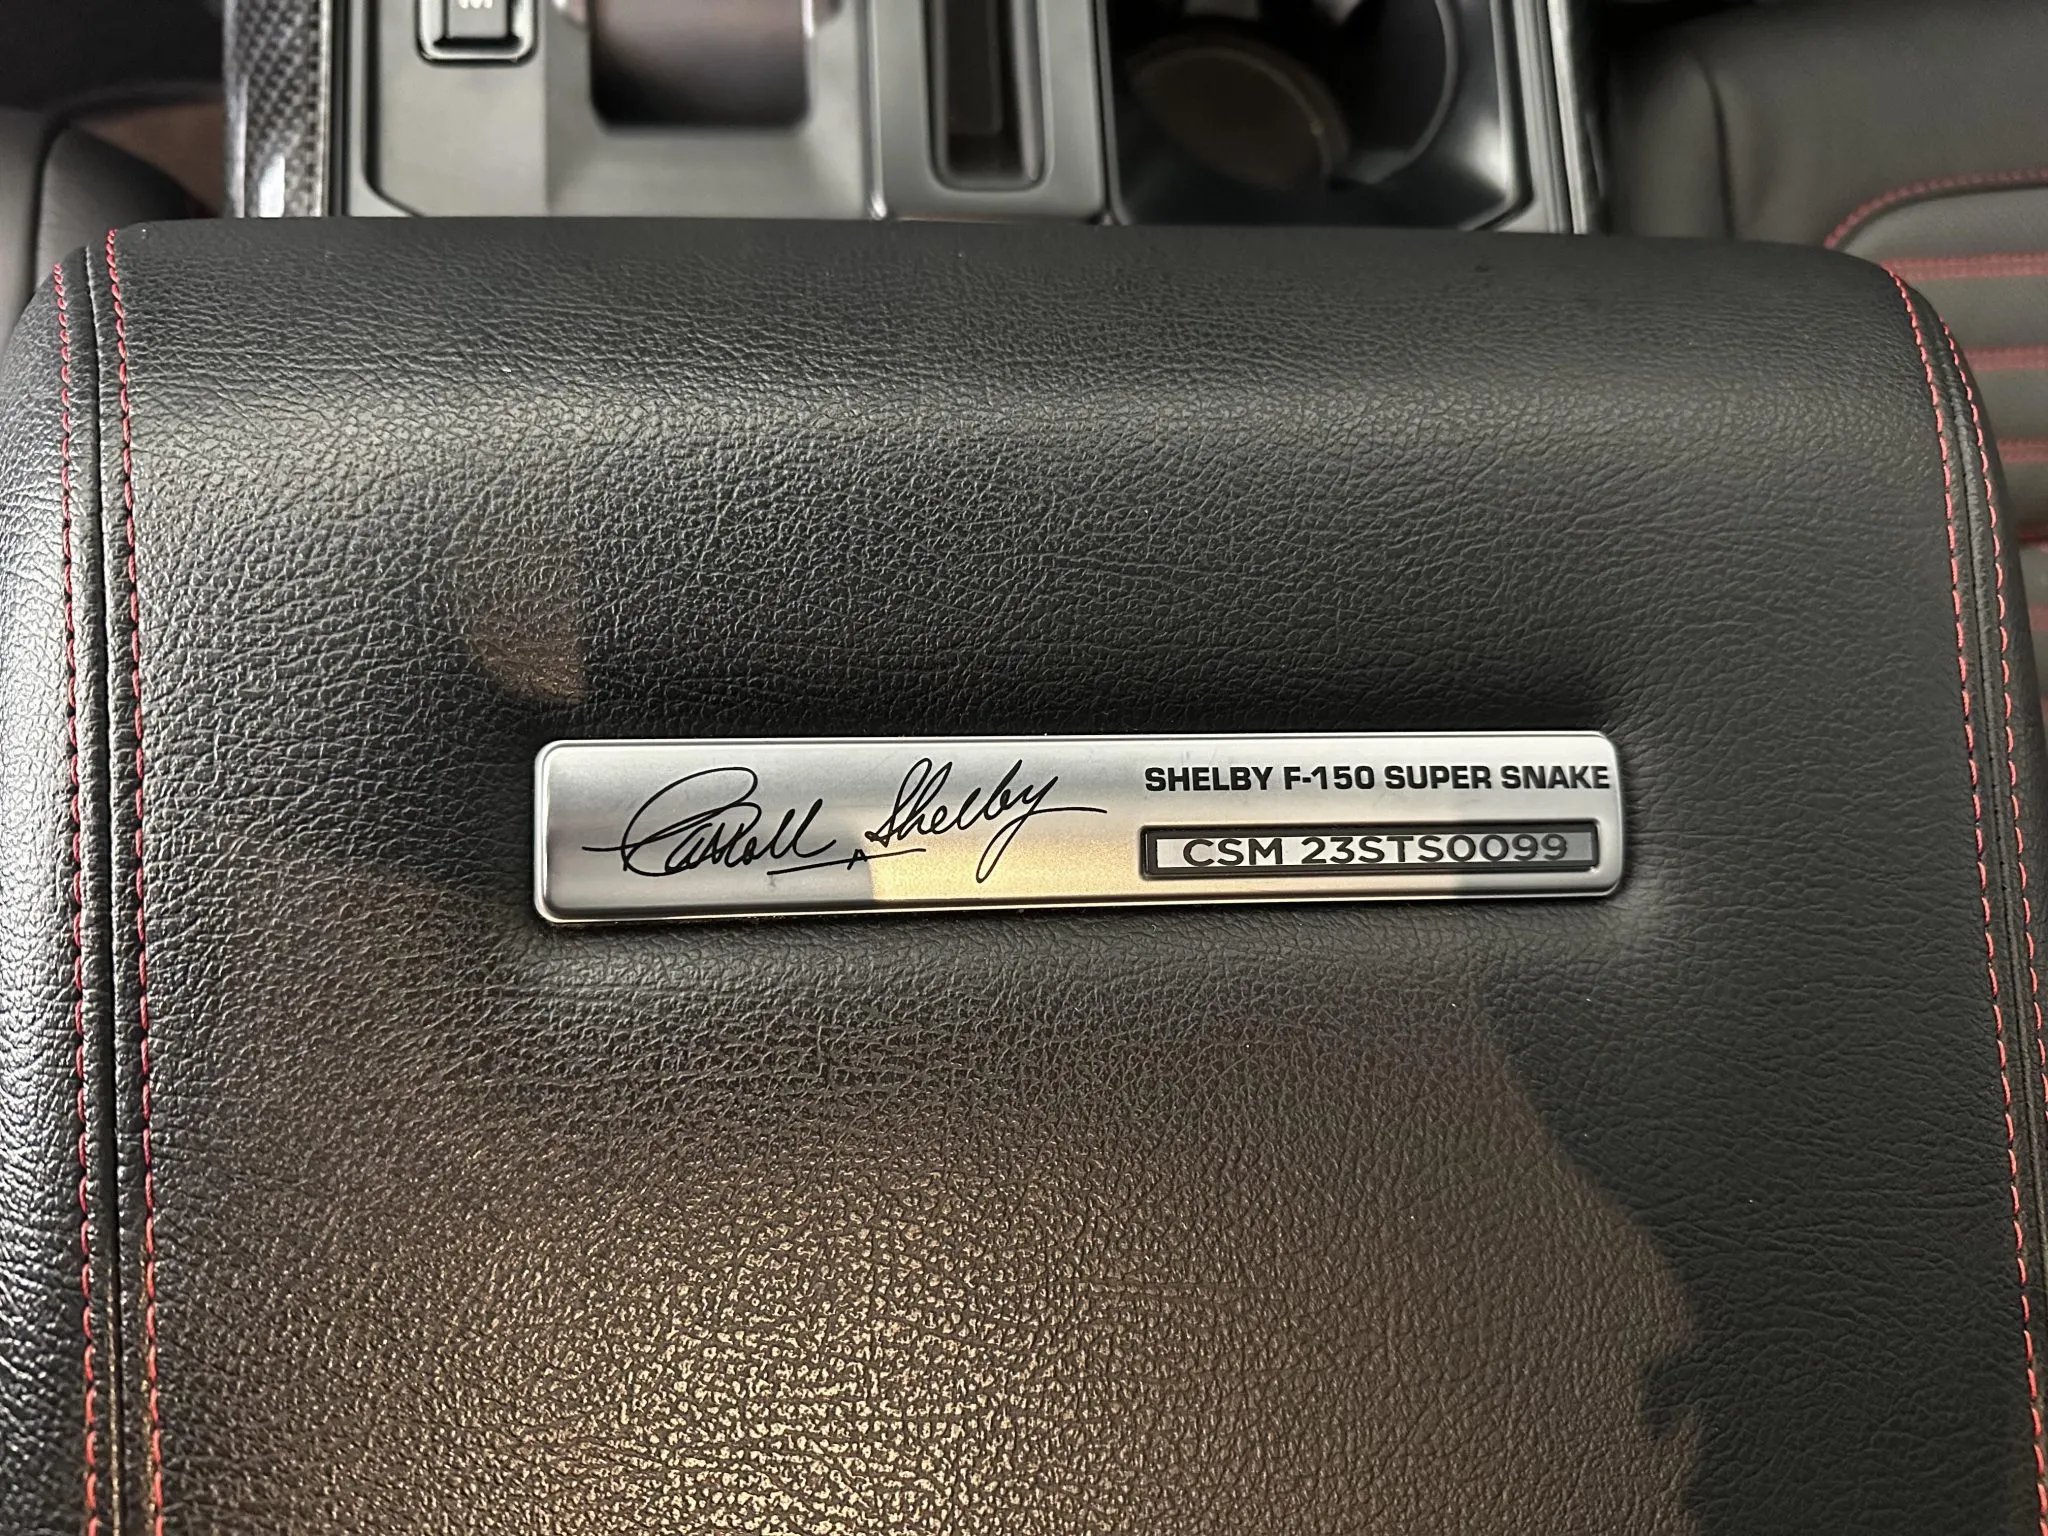 Carroll Shelby
SHELBY F-150 SUPER SNAKE
CSM 23STS0099